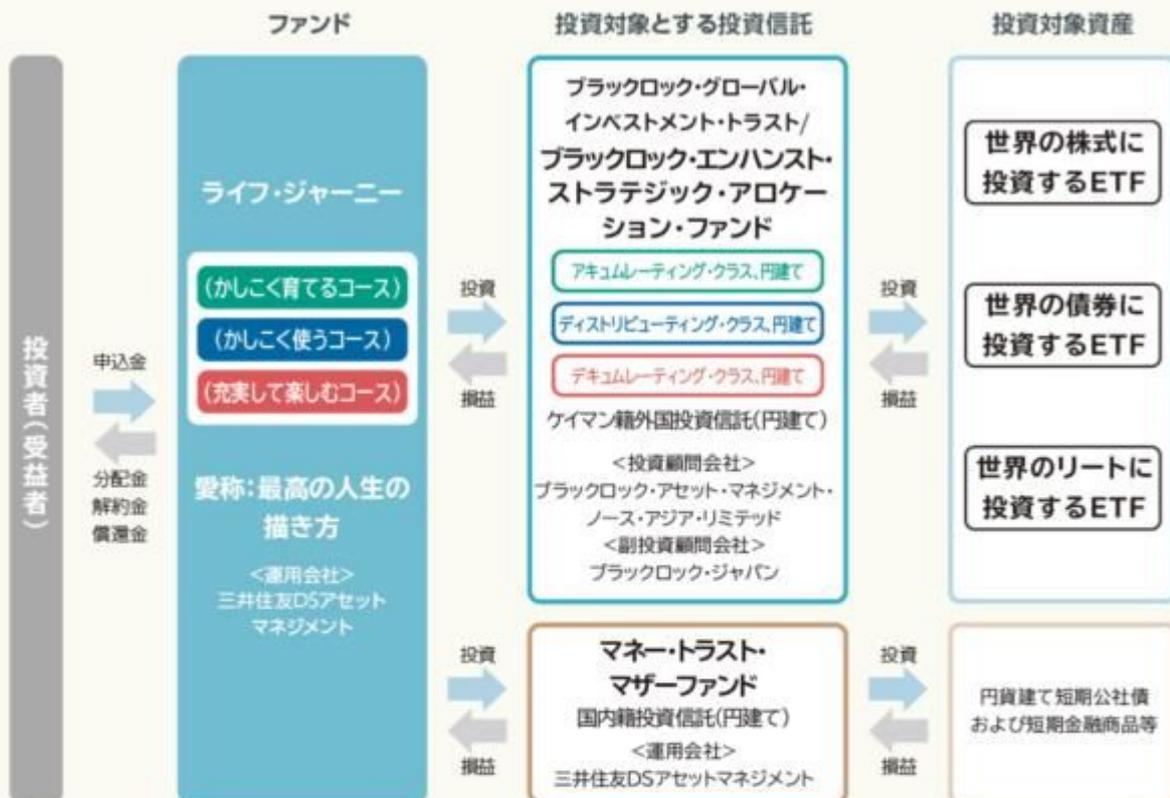 ファンド
投資対象とする投資信託
投資対象資産
投資者(受益者)
申込金
分配金
解約金
償還金
ライフ・ジャーニー
(かしこく育てるコース)
(かしこく使うコース)
(充実して楽しむコース)
愛称:最高の人生の
描き方
<運用会社>
三井住友DSアセット
マネジメント
投資
損益
投資
損益
ブラックロック・グローバル・
インベストメント・トラスト/
ブラックロック・エンハンスト・
ストラテジック・アロケー
ション・ファンド
アキュムレーティング・クラス、円建て
ディストリビューティング・クラス、円建て
デキュムレーティング・クラス、円建て
ケイマン籍外国投資信託(円建て)
<投資顧問会社>
ブラックロック・アセット・マネジメント・
ノース・アジア・リミテッド
<副投資顧問会社>
ブラックロック・ジャパン
マネー・トラスト・
マザーファンド
国内籍投資信託(円建て)
<運用会社>
三井住友DSアセットマネジメント
投資
損益
投資
損益
世界の株式に
投資するETF
世界の債券に
投資するETF
世界のリートに
投資するETF
円貨建て短期公社債
および短期金融商品等